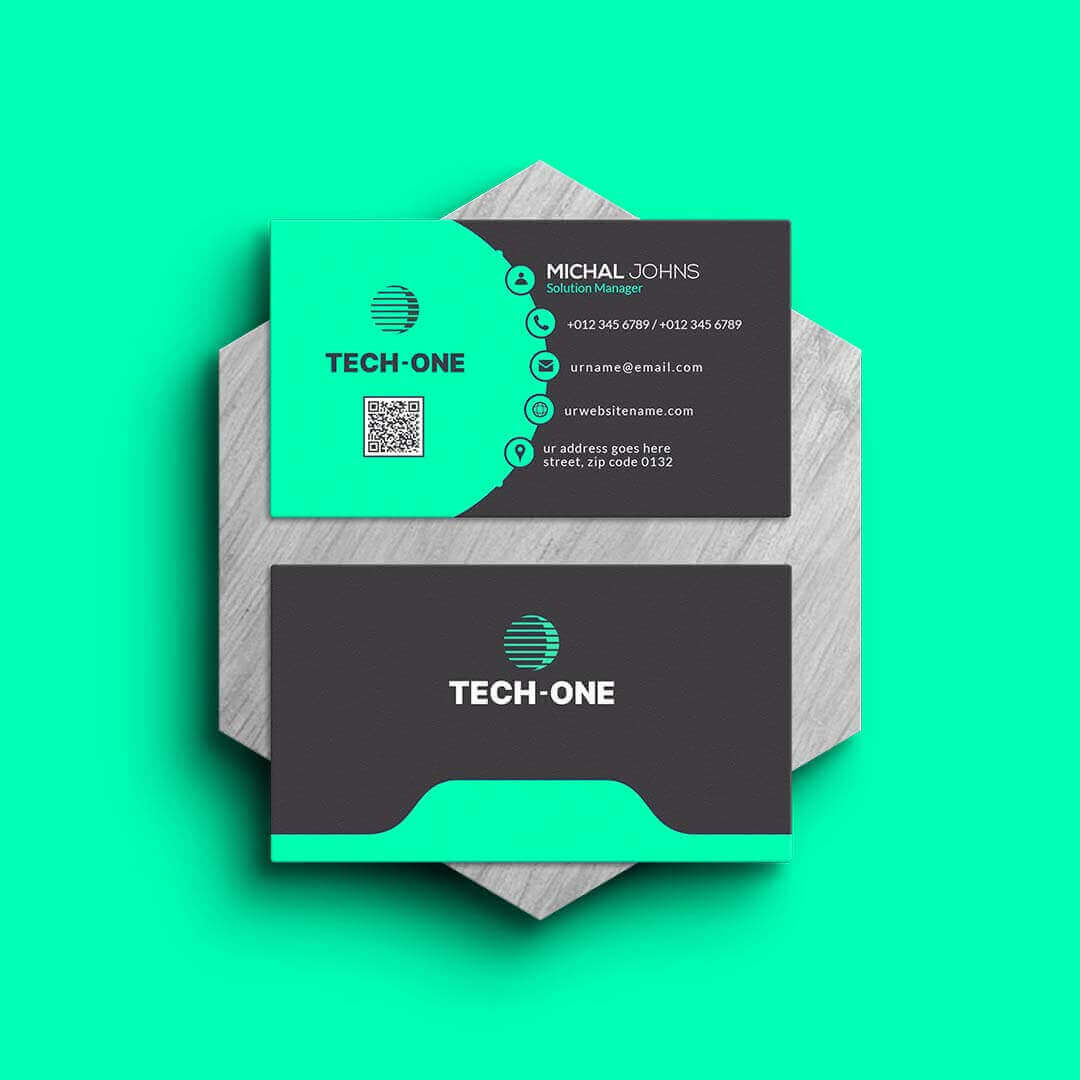 TECH-ONE
MICHAL JOHNS
Solution Manager
+012 345 6789 / +012 345 6789
urname@email.com
urwebsitename.com
ur address goes here
street, zip code 0132
TECH-ONE